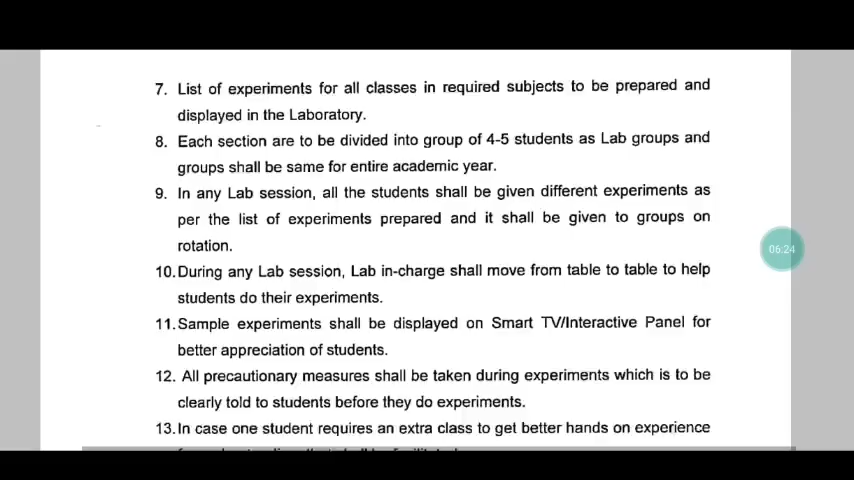 7. List of experiments for all classes in required subjects to be prepared and
displayed in the Laboratory.
8. Each section are to be divided into group of 4-5 students as Lab groups and
groups shall be same for entire academic year.
9. In any Lab session, all the students shall be given different experiments as
per the list of experiments prepared and it shall be given to groups on
rotation.
06:24
10. During any Lab session, Lab in-charge shall move from table to table to help
students do their experiments.
11. Sample experiments shall be displayed on Smart TV/Interactive Panel for
better appreciation of students.
12. All precautionary measures shall be taken during experiments which is to be
clearly told to students before they do experiments.
13. In case one student requires an extra class to get better hands on experience